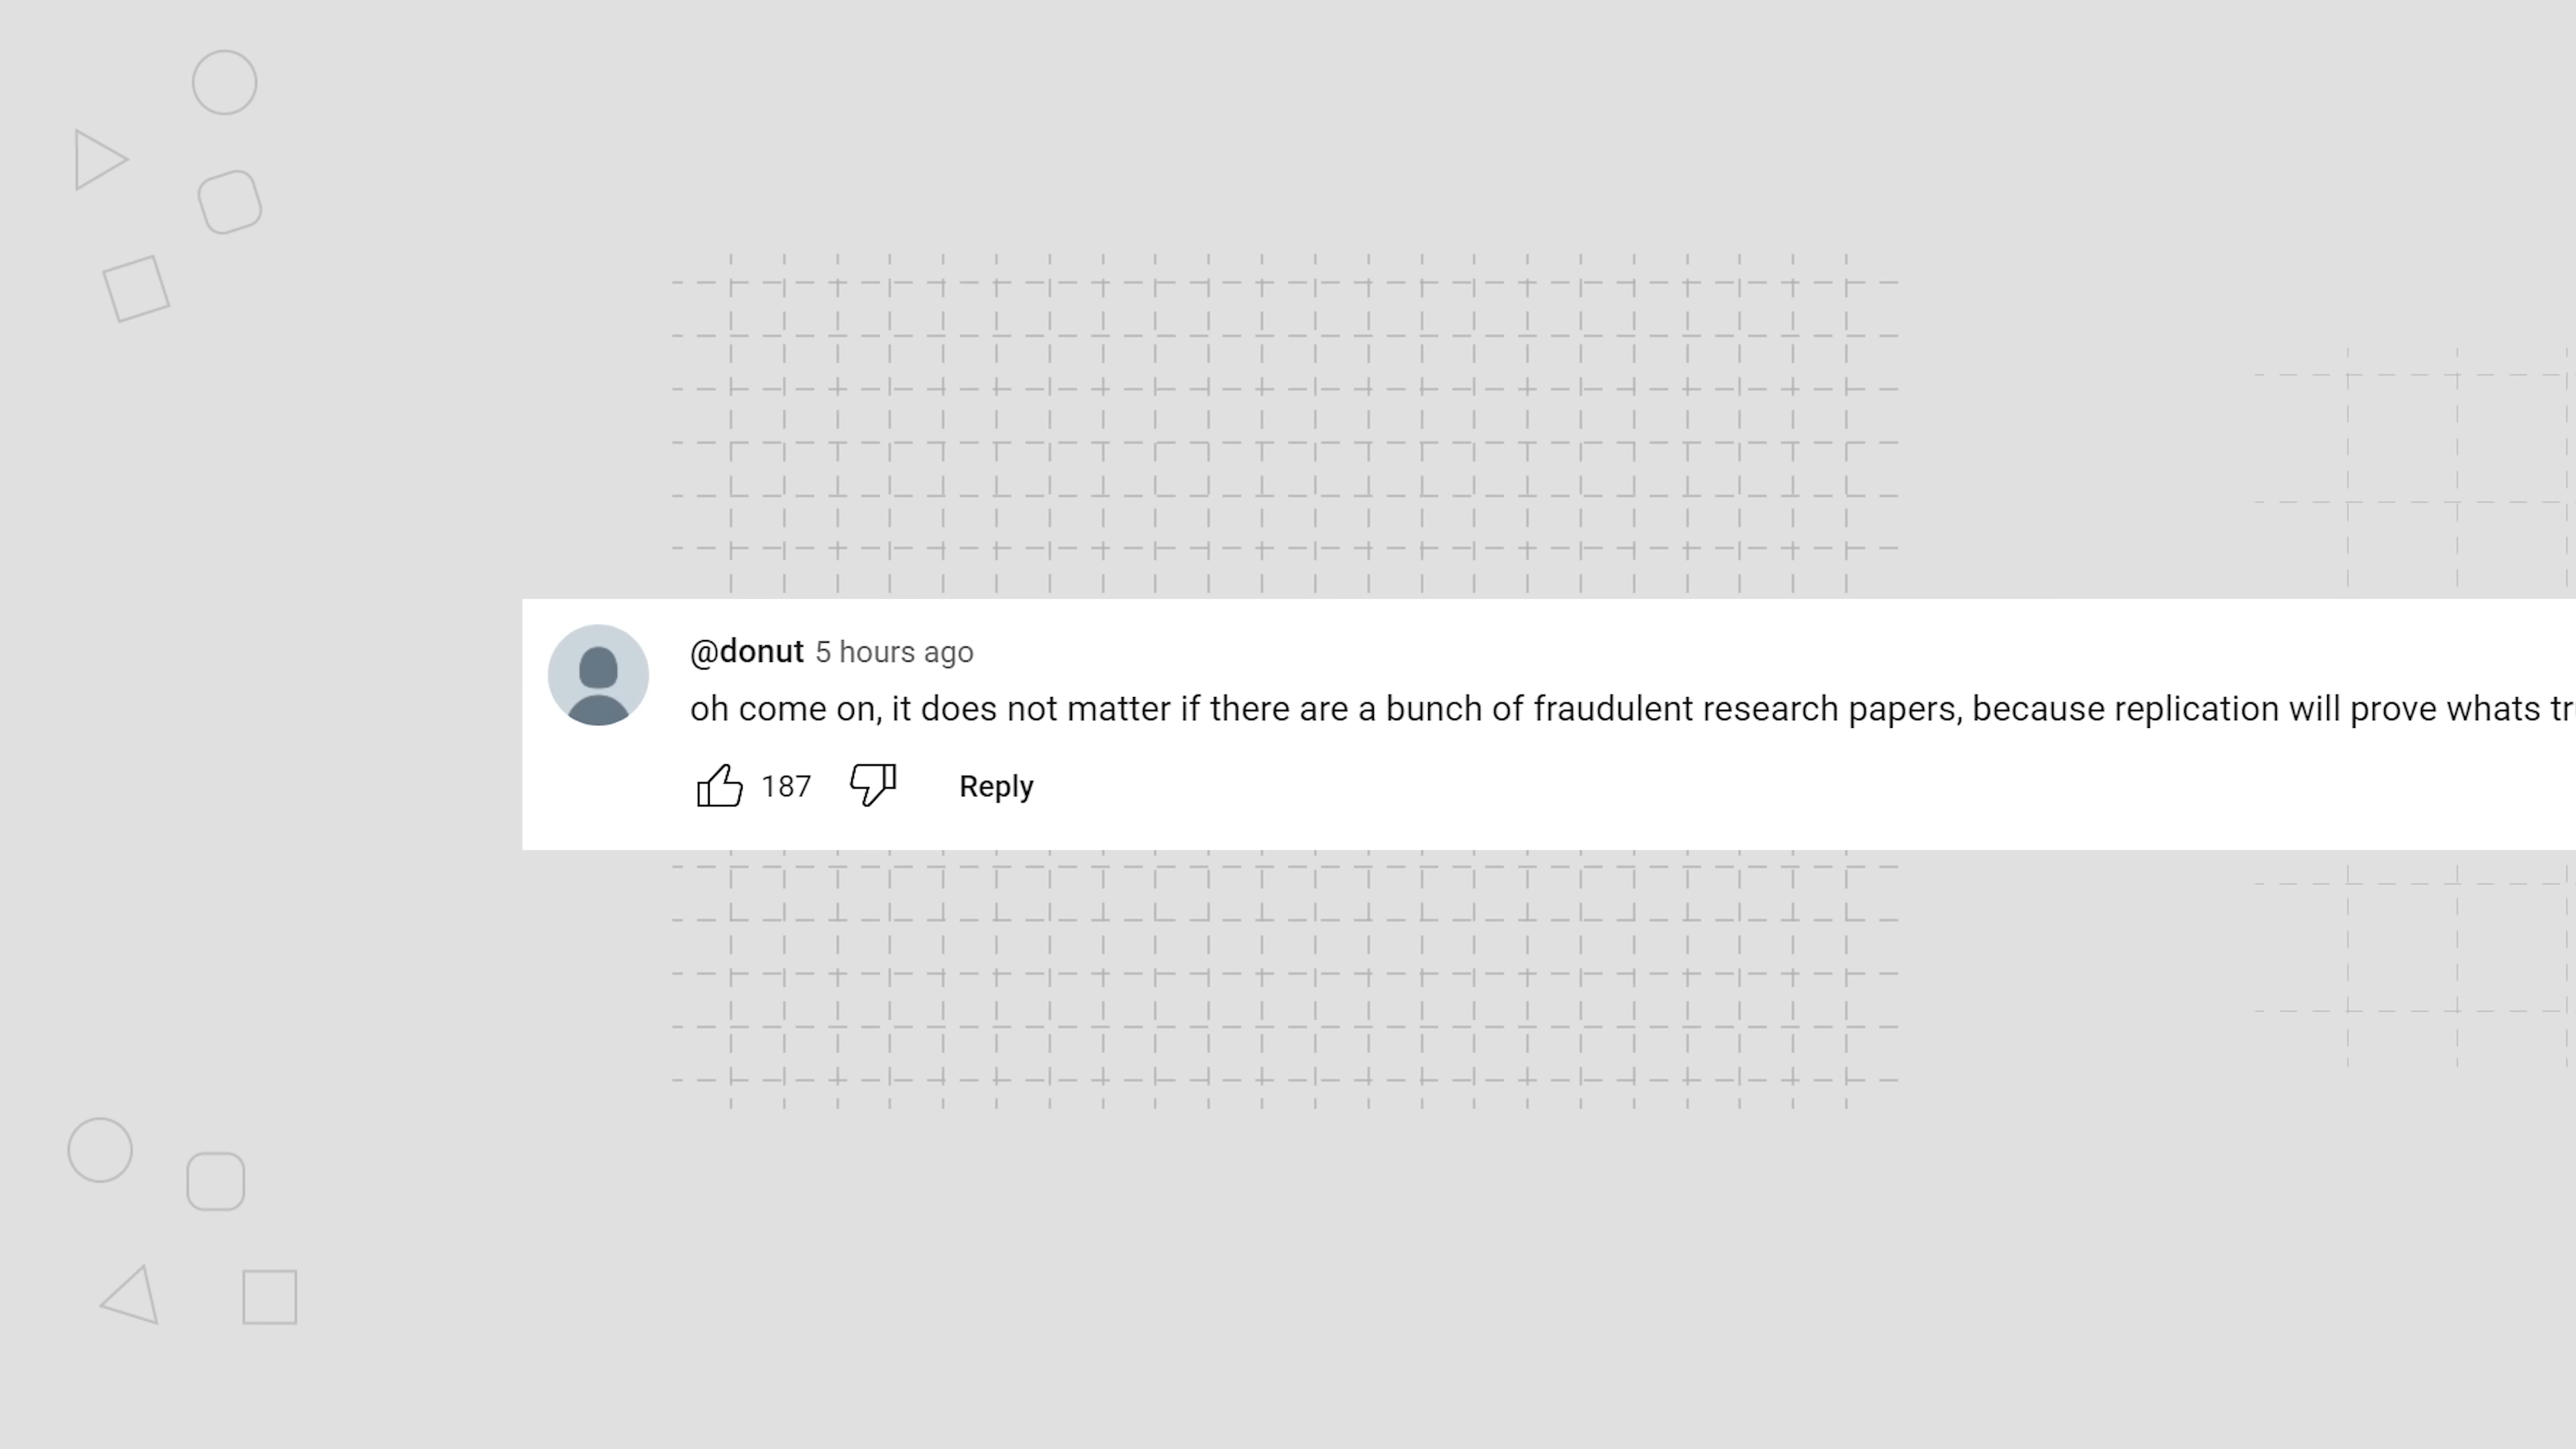 @donut 5 hours ago
oh come on, it does not matter if there are a bunch of fraudulent research papers, because replication will prove whats
187 Reply